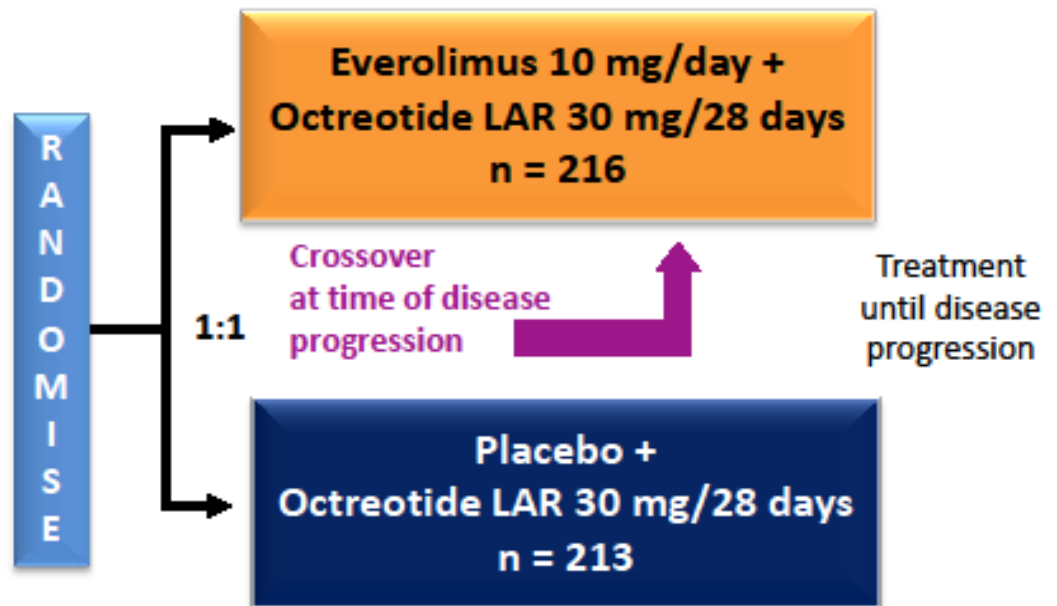 RANDOMISE
Everolimus 10 mg/day +
Octreotide LAR 30 mg/28 days
n = 216
1:1
Crossover
at time of disease
progression
Treatment
until disease
progression
Placebo +
Octreotide LAR 30 mg/28 days
n = 213